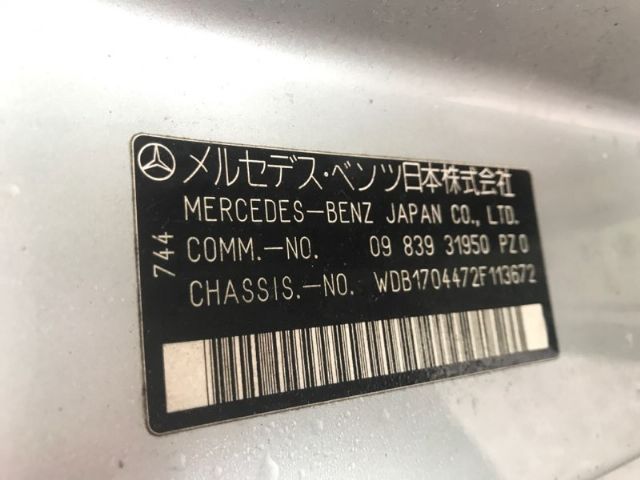 メルセデス・ベンツ日本株式会社
MERCEDES-BENZ JAPAN CO., LTD.
COMM.-NO. 09 839 31950 PZ0
CHASSIS.-NO. WDB1704472F113672
744